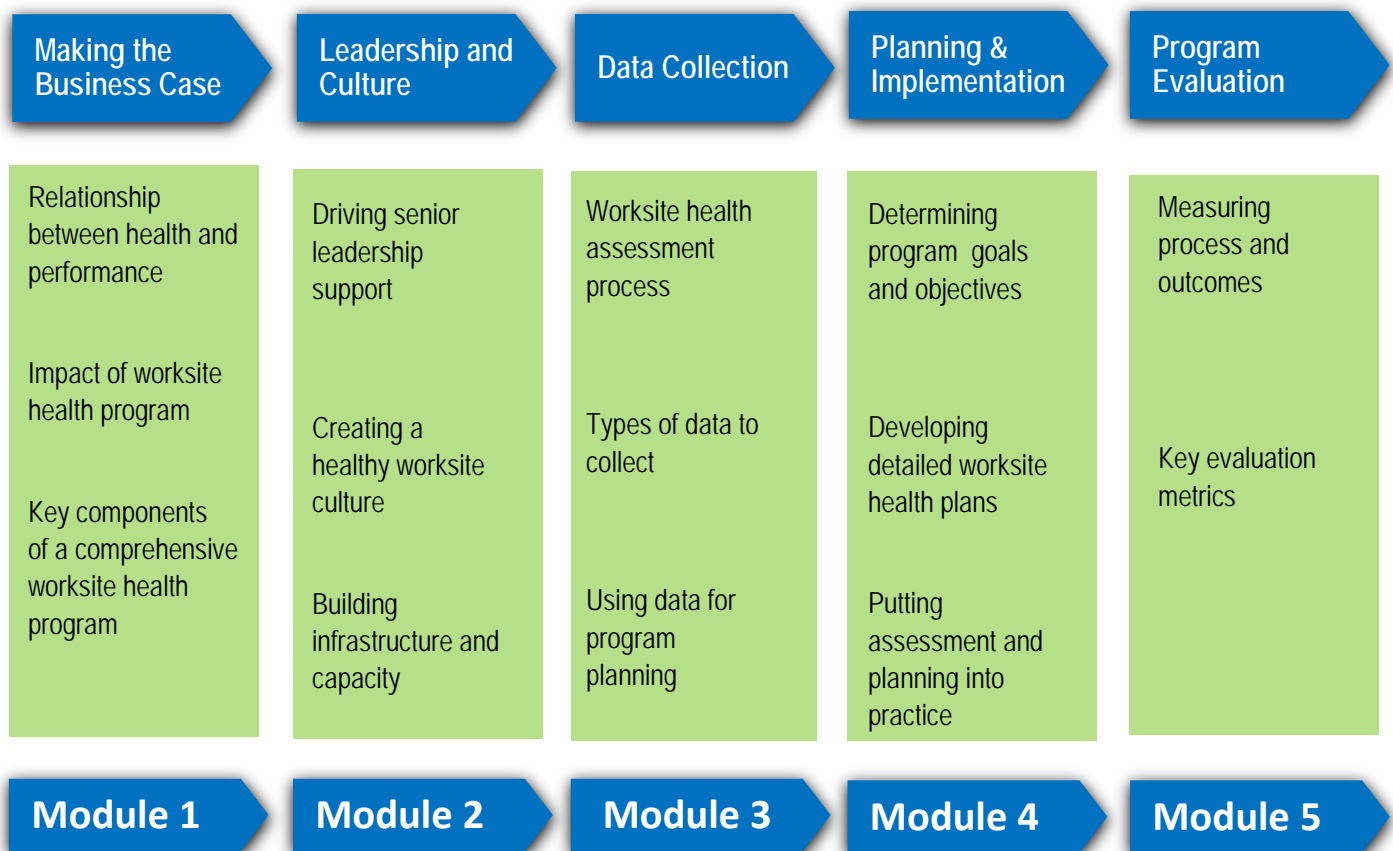 Making the
Business Case
Leadership and
Culture
Data Collection
Planning &
Implementation
Program
Evaluation
Relationship
between health and
performance
Impact of worksite
health program
Key components
of a comprehensive
worksite health
program
Driving senior
leadership
support
Creating a
healthy worksite
culture
Building
infrastructure and
capacity
Worksite health
assessment
process
Types of data to
collect
Using data for
program
planning
Determining
program goals
and objectives
Developing
detailed worksite
health plans
Putting
assessment and
planning into
practice
Measuring
process and
outcomes
Key evaluation
metrics
Module 1
Module 2
Module 3
Module 4
Module 5